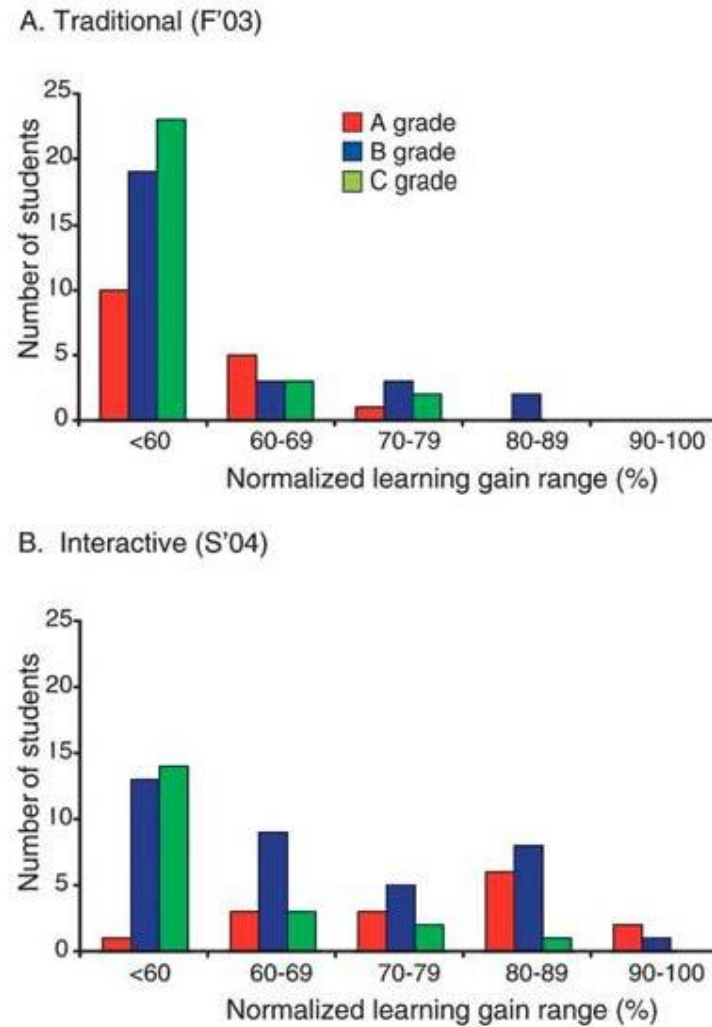 A. Traditional (F'03)
25
20
15
10
5
0
Number of students
A grade
B grade
C grade
<60 60-69 70-79 80-89 90-100
Normalized learning gain range (%)
B. Interactive (S'04)
25
20
15
10
5
0
Number of students
<60 60-69 70-79 80-89 90-100
Normalized learning gain range (%)